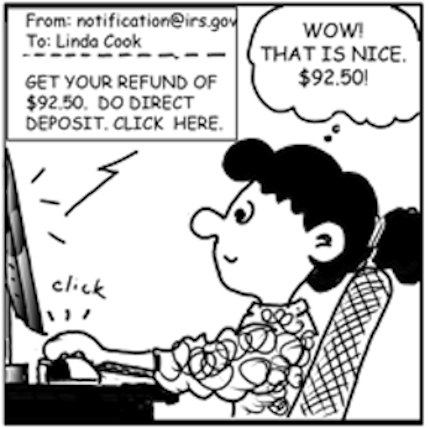 From: notification@irs.gov
To: Linda Cook
GET YOUR REFUND OF
$92.50. DO DIRECT
DEPOSIT. CLICK HERE.
WOW!
THAT IS NICE.
$92.50!
click